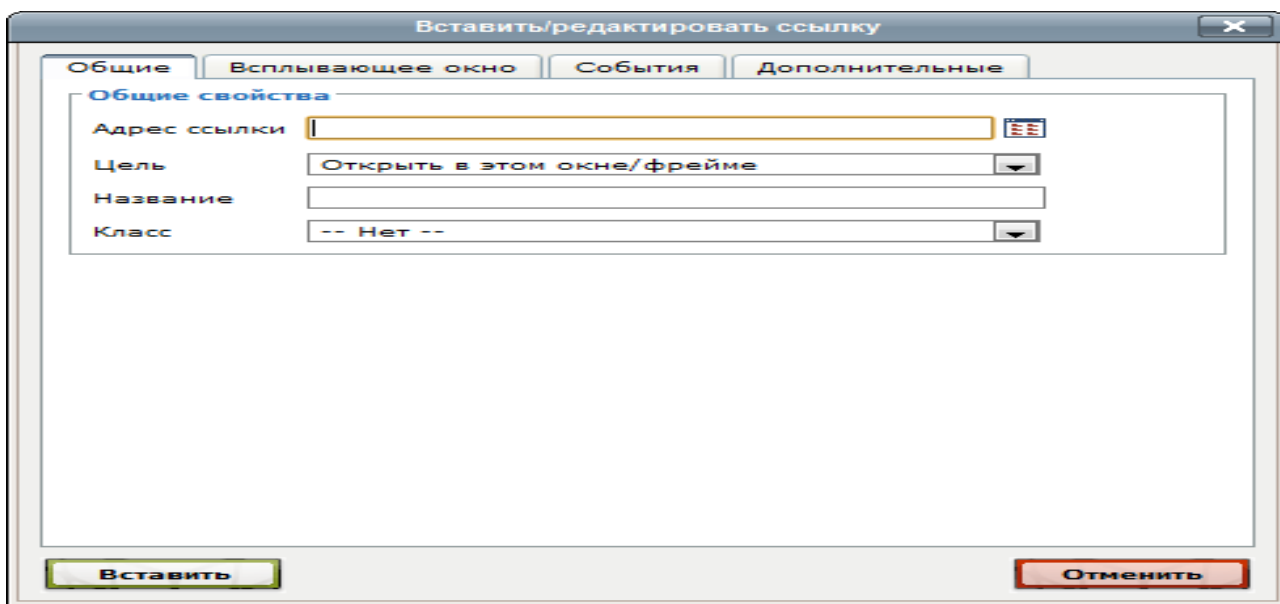 Вставить/редактировать ссылку
Общие Всплывающее окно События Дополнительные
Общие свойства
Адрес ссылки
Цель Открыть в этом окне/фрейме
Название
Класс -- Нет --
Вставить Отменить